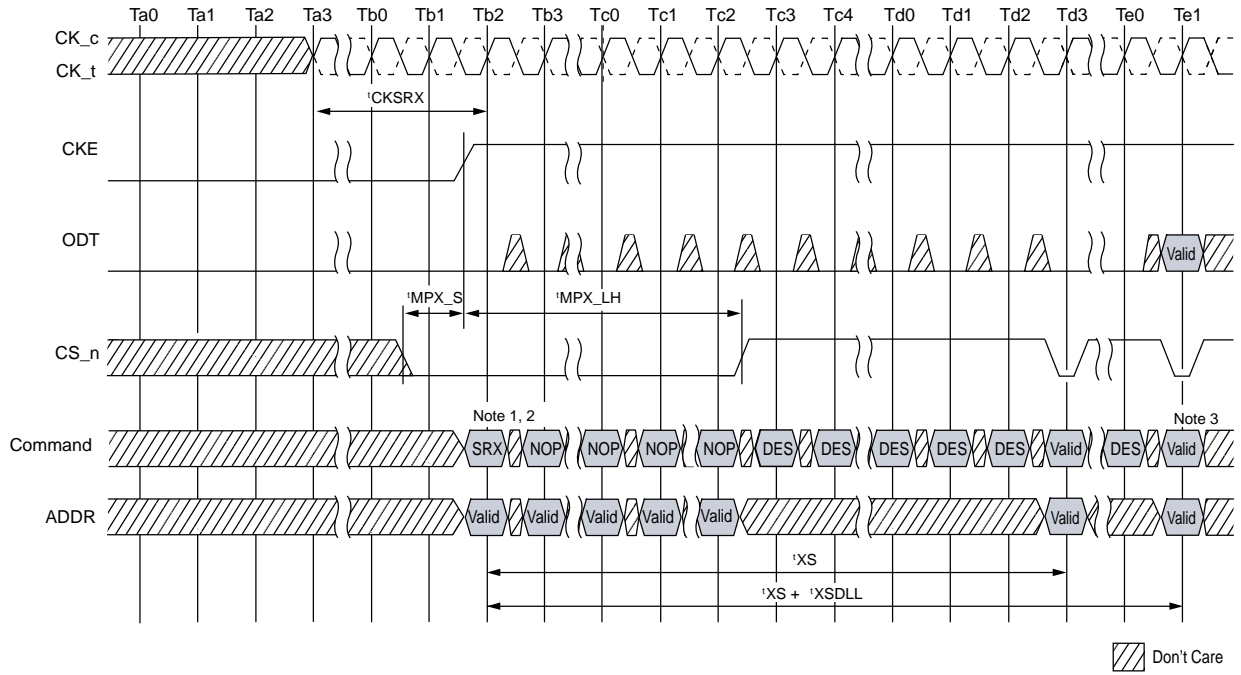 Ta0 Ta1 Ta2 Ta3 Tb0 Tb1 Tb2 Tb3 Tc0 Tc1 Tc2 Tc3 Tc4 Td0 Td1 Td2 Td3 Te0 Te1
CK_c
CK_t
tCKSRX
CKE
ODT
Valid
tMPX_S
tMPX_LH
CS_n
Note 1, 2
Note 3
Command
SRX NOP NOP NOP NOP DES DES DES DES DES Valid DES Valid
ADDR
Valid Valid Valid Valid Valid Valid Valid
tXS
tXS + tXSDLL
Don't Care